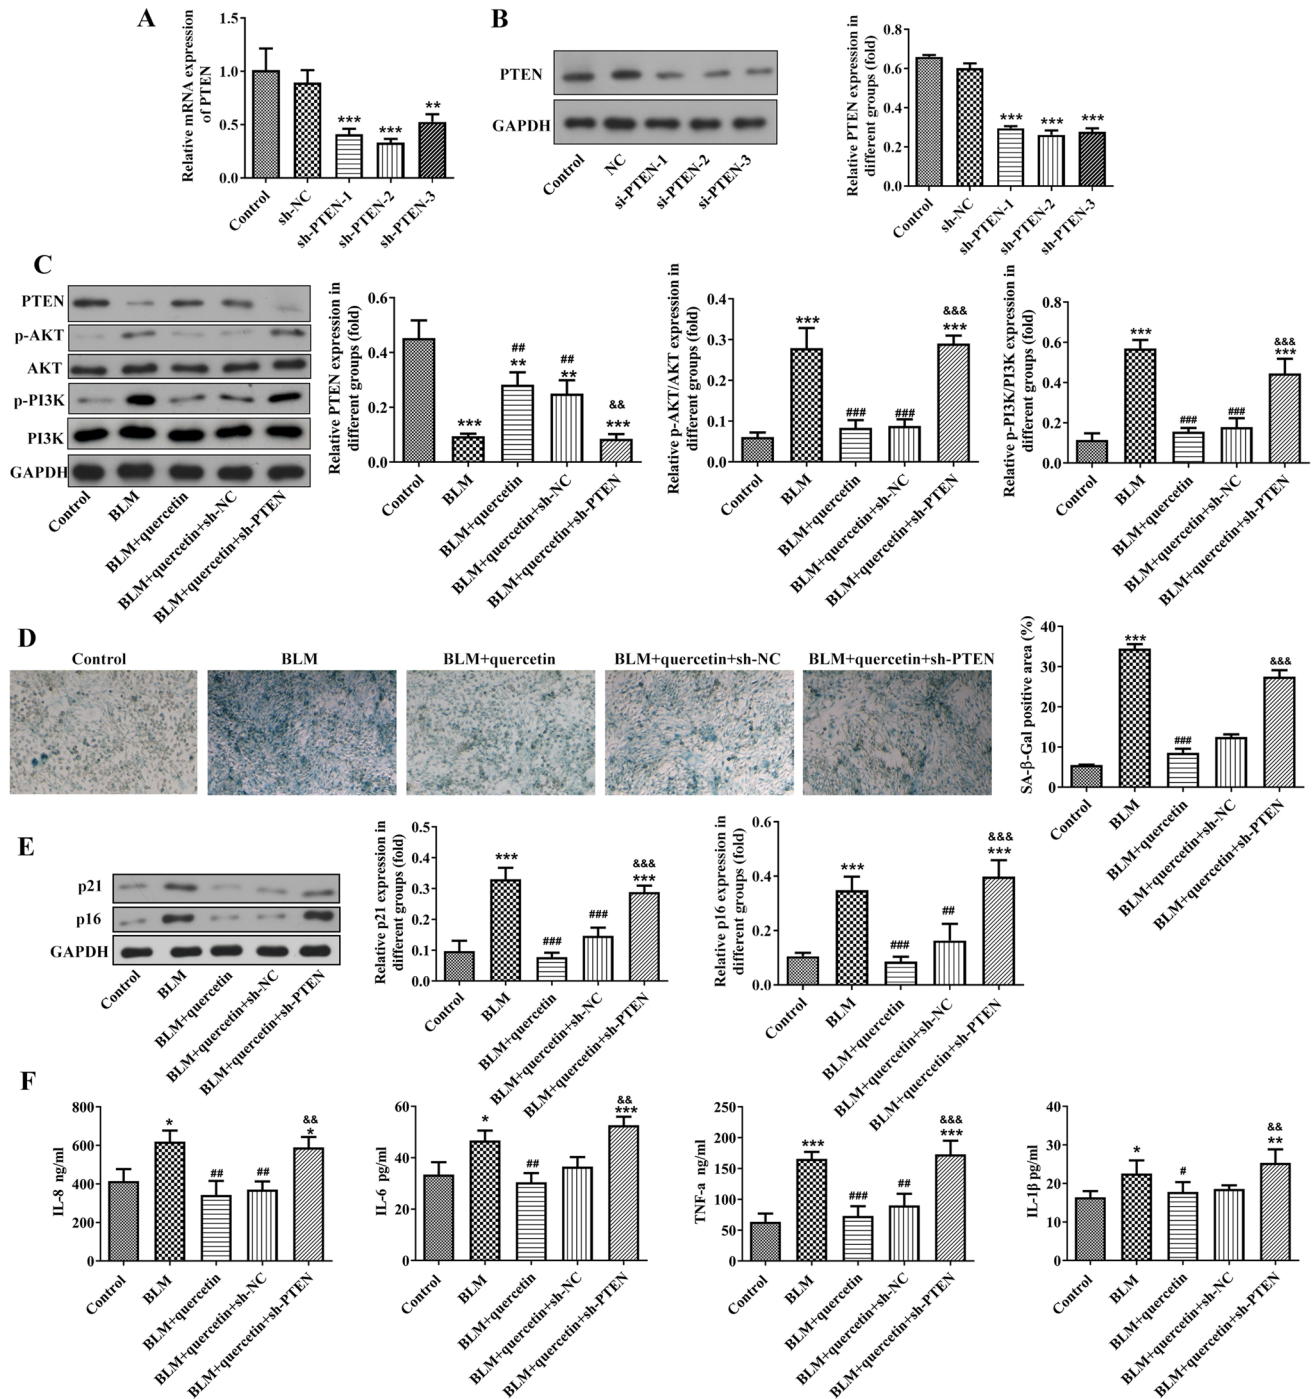 A
Relative mRNA expression
of PTEN
1.5
1.0
0.5
0.0
***
***
**
Control
sh-NC
sh-PTEN-1
sh-PTEN-2
sh-PTEN-3
B
PTEN
GAPDH
Control
NC
si-PTEN-1
si-PTEN-2
si-PTEN-3
Relative PTEN expression in
different groups (fold)
0.8
0.6
0.4
0.2
0.0
***
***
***
Control
sh-NC
sh-PTEN-1
sh-PTEN-2
sh-PTEN-3
C
PTEN
p-AKT
AKT
p-PI3K
PI3K
GAPDH
Control
BLM
BLM+quercetin
BLM+quercetin+sh-NC
BLM+quercetin+sh-PTEN
Relative PTEN expression in
different groups (fold)
0.6
0.4
0.2
0.0
***
##
**
##
**
&&
***
Control
BLM
BLM+quercetin
BLM+quercetin+sh-NC
BLM+quercetin+sh-PTEN
Relative p-AKT/AKT expression in
different groups (fold)
0.4
0.3
0.2
0.1
0.0
***
###
###
&&&
***
Control
BLM
BLM+quercetin
BLM+quercetin+sh-NC
BLM+quercetin+sh-PTEN
Relative p-PI3K/PI3K expression in
different groups (fold)
0.8
0.6
0.4
0.2
0.0
***
###
###
&&&
***
Control
BLM
BLM+quercetin
BLM+quercetin+sh-NC
BLM+quercetin+sh-PTEN
D
Control
BLM
BLM+quercetin
BLM+quercetin+sh-NC
BLM+quercetin+sh-PTEN
SA-β-Gal positive area (%)
40
30
20
10
0
***
###
&&&
Control
BLM
BLM+quercetin
BLM+quercetin+sh-NC
BLM+quercetin+sh-PTEN
E
p21
p16
GAPDH
Control
BLM
BLM+quercetin
BLM+quercetin+sh-NC
BLM+quercetin+sh-PTEN
Relative p21 expression in
different groups (fold)
0.5
0.4
0.3
0.2
0.1
0.0
***
###
###
&&&
***
Control
BLM
BLM+quercetin
BLM+quercetin+sh-NC
BLM+quercetin+sh-PTEN
Relative p16 expression in
different groups (fold)
0.6
0.4
0.2
0.0
***
###
##
&&&
***
Control
BLM
BLM+quercetin
BLM+quercetin+sh-NC
BLM+quercetin+sh-PTEN
F
IL-8 ng/ml
800
600
400
200
0
*
##
##
&&
*
Control
BLM
BLM+quercetin
BLM+quercetin+sh-NC
BLM+quercetin+sh-PTEN
IL-6 pg/ml
60
40
20
0
*
##
&&
***
Control
BLM
BLM+quercetin
BLM+quercetin+sh-NC
BLM+quercetin+sh-PTEN
TNF-a ng/ml
250
200
150
100
50
0
***
###
##
&&&
***
Control
BLM
BLM+quercetin
BLM+quercetin+sh-NC
BLM+quercetin+sh-PTEN
IL-1β pg/ml
40
30
20
10
0
*
#
&&
**
Control
BLM
BLM+quercetin
BLM+quercetin+sh-NC
BLM+quercetin+sh-PTEN